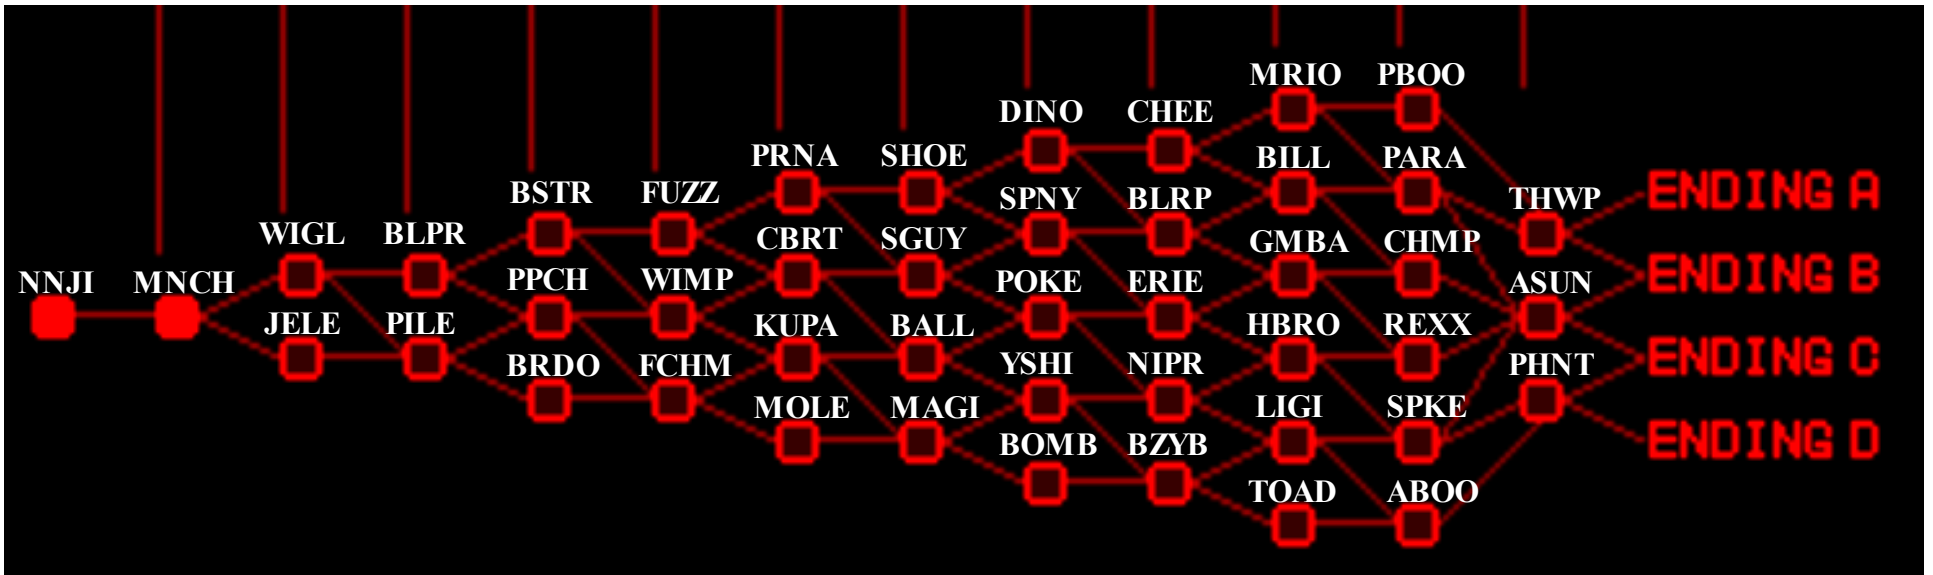 MRIO PBOO
DINO CHEE
PRNA SHOE BILL PARA
BSTR FUZZ SPNY BLRP THWP ENDING A
WIGL BLPR CBRT SGUY GMBA CHMP
NNJI MNCH PPCH WIMP POKE ERIE ASUN ENDING B
JELE PILE KUPA BALL HBRO REXX
BRDO FCHM YSHI NIPR PHNT ENDING C
MOLE MAGI LIGI SPKE
BOMB BZYB ENDING D
TOAD ABOO